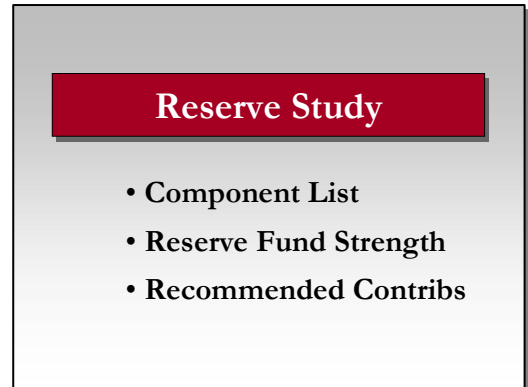 Reserve Study
• Component List
• Reserve Fund Strength
• Recommended Contribs